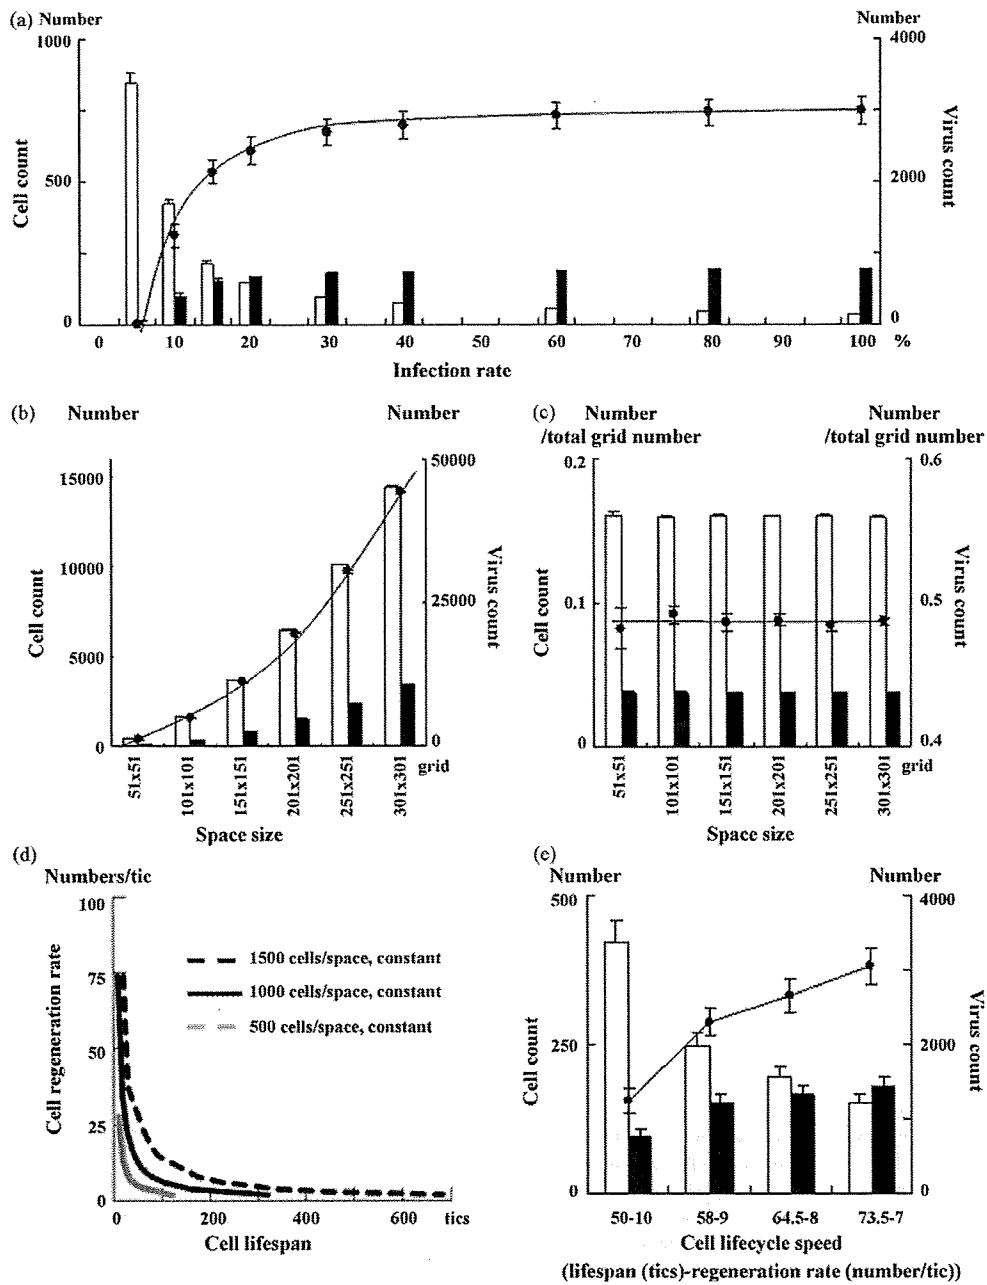 (a) Number Number
1000 4000
Cell count
500 2000
Virus count
0 0
0 10 20 30 40 50 60 70 80 100 %
Infection rate
(b) Number Number
15000 50000
10000
Cell count
25000
Virus count
5000
0 0
51x51 101x101 151x151 201x201 251x251 301x301 grid
Space size
(c) Number Number
/total grid number /total grid number
0.2 0.6
Cell count
0.1 0.5
Virus count
0 0.4
51x51 101x101 151x151 201x201 251x251 301x301 grid
Space size
(d)
Numbers/tic
100
75
50
25
0
Cell regeneration rate
1500 cells/space, constant
1000 cells/space, constant
500 cells/space, constant
0 200 400 600 tics
Cell lifespan
(e)
Number Number
500 4000
Cell count
250 2000
Virus count
0 0
50-10 58-9 64.5-8 73.5-7
Cell lifecycle speed
(lifespan (tics)-regeneration rate (number/tic))